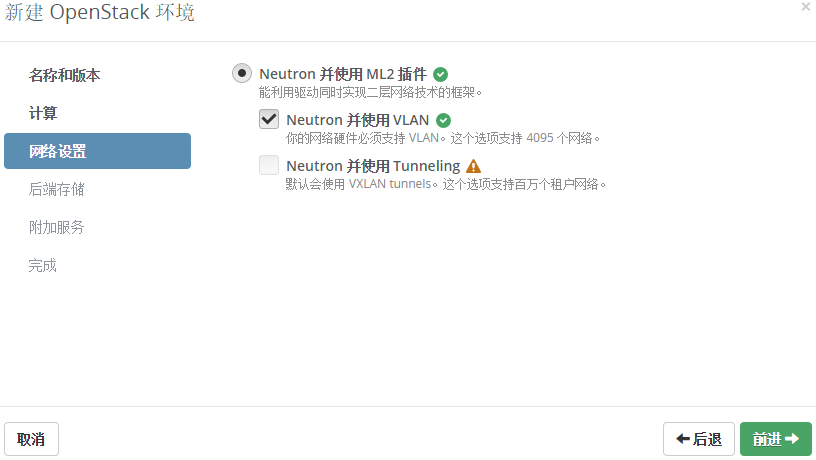 新建 OpenStack 环境
×
名称和版本
计算
网络设置
后端存储
附加服务
完成
Neutron 并使用 ML2 插件
能利用驱动同时实现二层网络技术的框架。
Neutron 并使用 VLAN
你的网络硬件必须支持 VLAN。这个选项支持 4095 个网络。
Neutron 并使用 Tunneling
默认会使用 VXLAN tunnels。这个选项支持百万个租户网络。
取消
后退
前进